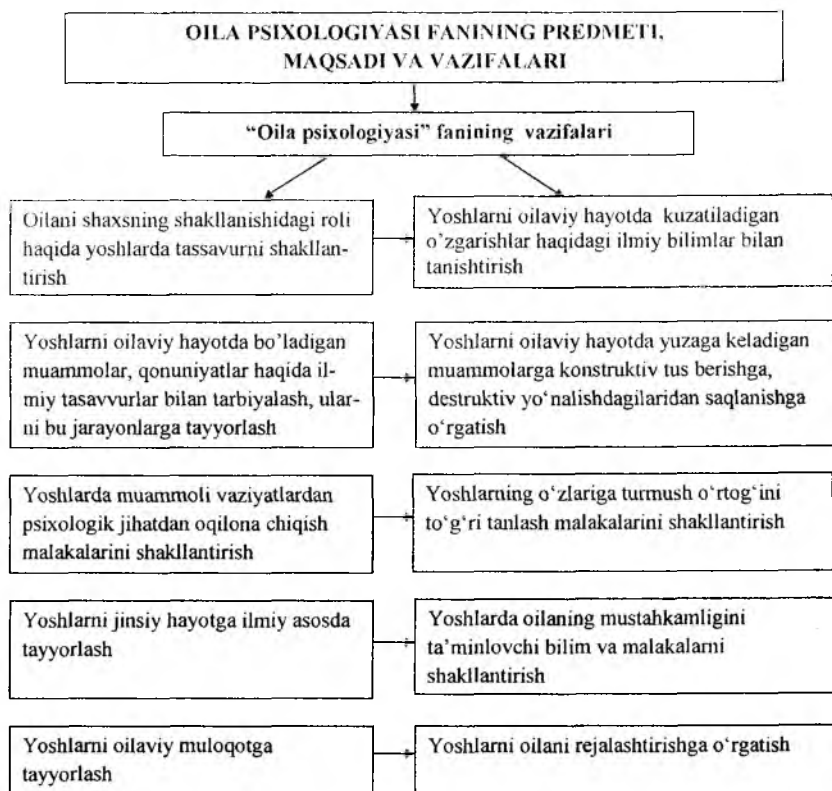 OILA PSIXOLOGIYASI FANINING PREDMETI,
MAQSADI VA VAZIFALARI
“Oila psixologiyasi” fanining vazifalari
Oilani shaxsning shakllanishidagi roli
haqida yoshlarda tassavurni shakllan-
tirish
Yoshlarni oilaviy hayotda kuzatiladigan
o’zgarishlar haqidagi ilmiy bilimlar bilan
tanishtirish
Yoshlarni oilaviy hayotda bo’ladigan
muammolar, qonuniyatlar haqida il-
miy tasavvurlar bilan tarbiyalash, ular-
ni bu jarayonlarga tayyorlash
Yoshlarni oilaviy hayotda yuzaga keladigan
muammolarga konstruktiv tus berishga,
destruktiv yo‘nalishdagilaridan saqlanishga
o‘rgatish
Yoshlarda muammoli vaziyatlardan
psixologik jihatdan oqilona chiqish
malakalarini shakllantirish
Yoshlarning o‘zlariga turmush o‘rtog‘ini
to‘g‘ri tanlash malakalarini shakllantirish
Yoshlarni jinsiy hayotga ilmiy asosda
tayyorlash
Yoshlarda oilaning mustahkamligini
ta’minlovchi bilim va malakalarni
shakllantirish
Yoshlarni oilaviy muloqotga
tayyorlash
Yoshlarni oilani rejalashtirishga o‘rgatish